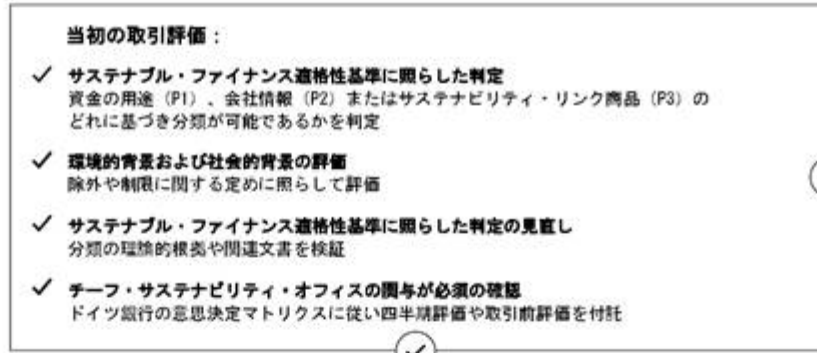 当初の取引評価：
サステナブル・ファイナンス適格性基準に照らした判定
資金の用途（P1）、会社情報（P2）またはサステナビリティ・リンク商品（P3）の
どれに基づき分類が可能であるかを判定
環境的背景および社会的背景の評価
除外や制限に関する定めに照らして評価
サステナブル・ファイナンス適格性基準に照らした判定の見直し
分類の理論的根拠や関連文書を検証
チーフ・サステナビリティ・オフィスの関与が必須の確認
ドイツ銀行の意思決定マトリクスに従い四半期評価や取引前評価を付託